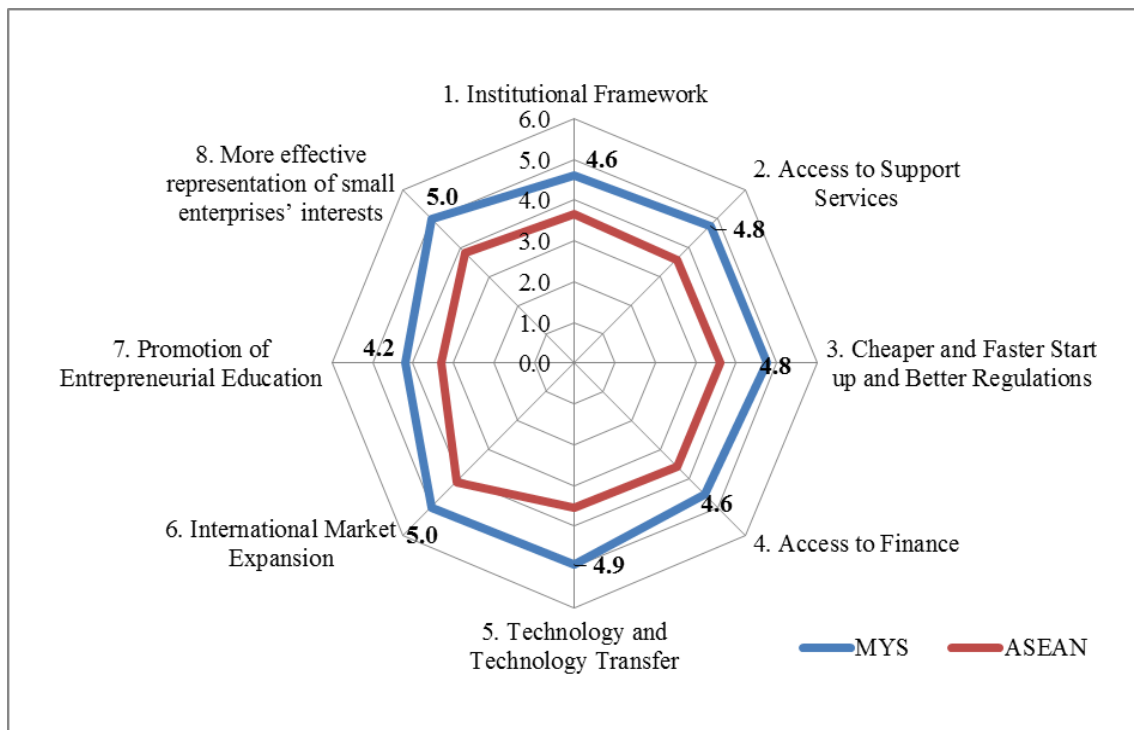 1. Institutional Framework
6.0
5.0
4.0
3.0
2.0
1.0
0.0
4.6
2. Access to Support
Services
4.8
3. Cheaper and Faster Start
up and Better Regulations
4.8
4. Access to Finance
4.6
5. Technology and
Technology Transfer
4.9
6. International Market
Expansion
5.0
7. Promotion of
Entrepreneurial Education
4.2
8. More effective
representation of small
enterprises’ interests
5.0
MYS
ASEAN